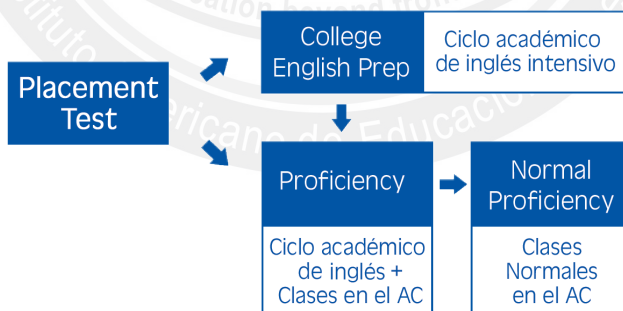 Placement
Test
College
English Prep
Ciclo académico
de inglés intensivo
Proficiency
Ciclo académico
de inglés +
Clases en el AC
Normal
Proficiency
Clases
Normales
en el AC